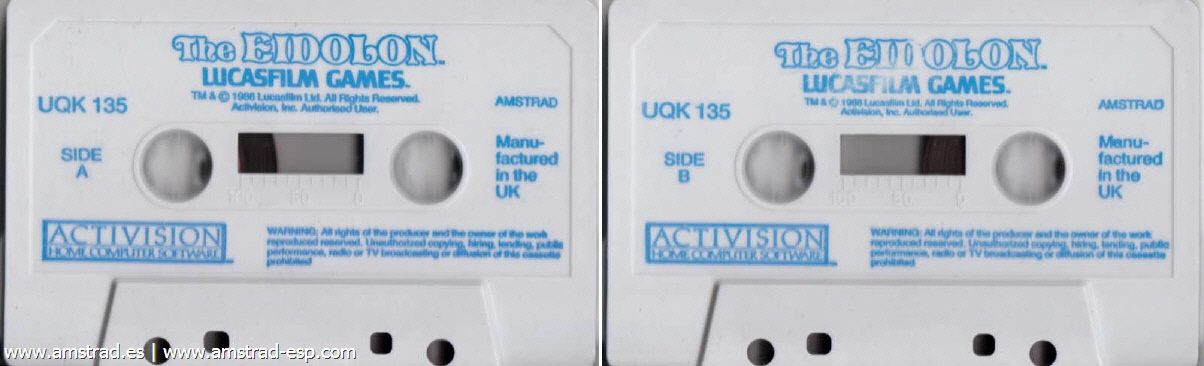 The EIDOLON™
LUCASFILM GAMES™
TM & © 1986 Lucasfilm Ltd. All Rights Reserved.
Activision, Inc. Authorised User.
UQK 135
AMSTRAD
SIDE
A
Manu-
factured
in the
UK
100 50 0
ACTIVISION
HOME COMPUTER SOFTWARE
WARNING: All rights of the producer and the owner of the work
reproduced reserved. Unauthorized copying, hiring, lending, public
performance, radio or TV broadcasting or diffusion of this cassette
prohibited
The EIDOLON™
LUCASFILM GAMES™
TM & © 1986 Lucasfilm Ltd. All Rights Reserved.
Activision, Inc. Authorised User.
UQK 135
AMSTRAD
SIDE
B
Manu-
factured
in the
UK
100 50 0
ACTIVISION
HOME COMPUTER SOFTWARE
WARNING: All rights of the producer and the owner of the work
reproduced reserved. Unauthorized copying, hiring, lending, public
performance, radio or TV broadcasting or diffusion of this cassette
prohibited
www.amstrad.es | www.amstrad-esp.com